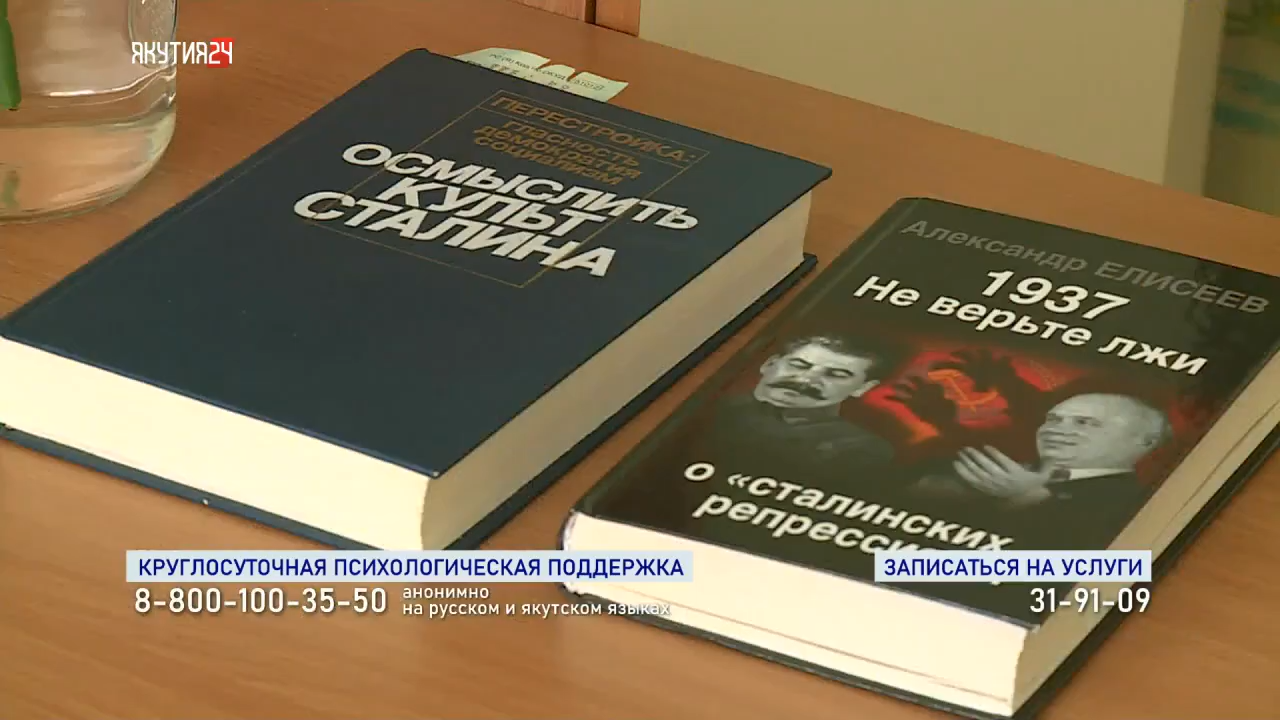 ЯКУТИЯ24
ПЕРЕСТРОЙКА:
ГЛАСНОСТЬ
ДЕМОКРАТИЯ
СОЦИАЛИЗМ
ОСМЫСЛИТЬ
КУЛЬТ
СТАЛИНА
Александр ЕЛИСЕЕВ
1937
Не верьте лжи
о «сталинских
КРУГЛОСУТОЧНАЯ ПСИХОЛОГИЧЕСКАЯ ПОДДЕРЖКА
8-800-100-35-50
анонимно
на русском и якутском языках
ЗАПИСАТЬСЯ НА УСЛУГИ
31-91-09